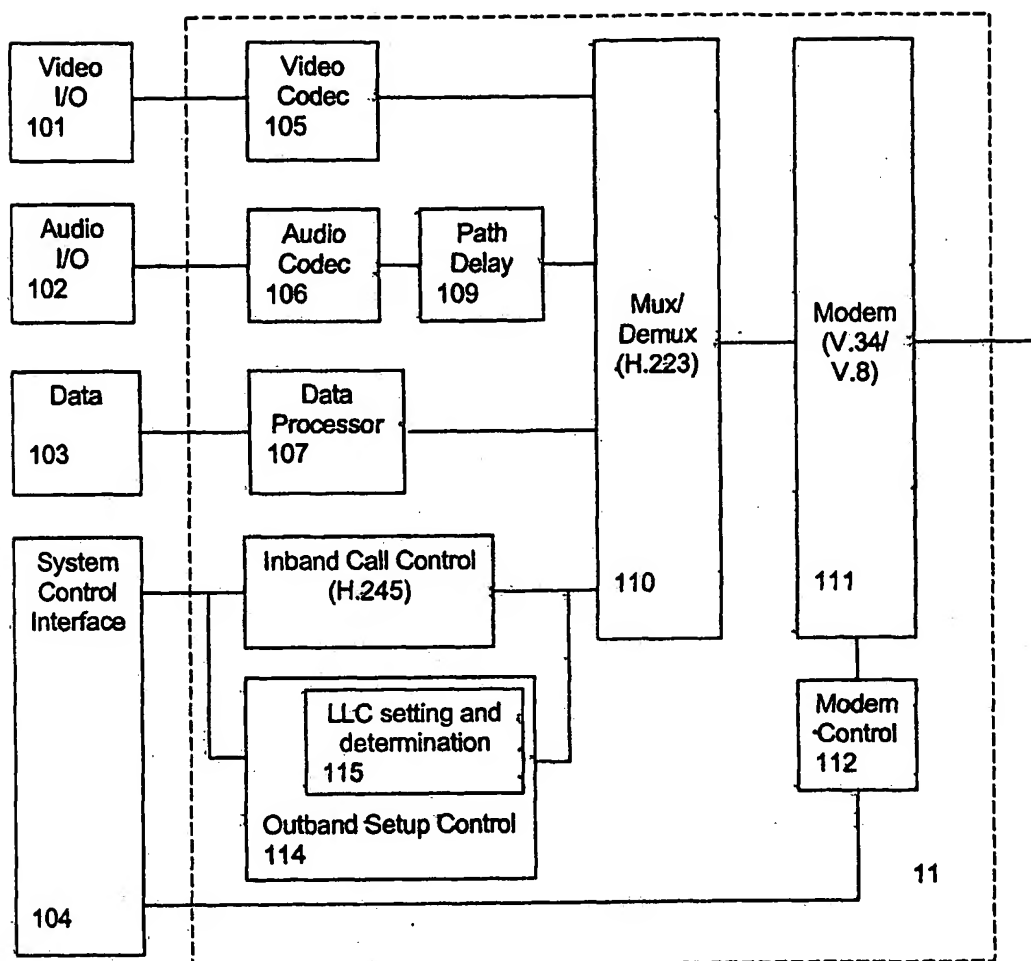 Video
I/O
101
Video
Codec
105
Audio
I/O
102
Audio
Codec
106
Path
Delay
109
Data
103
Data
Processor
107
Mux/
Demux
(H.223)
110
Modem
(V.34/
V.8)
111
System
Control
Interface
104
Inband Call Control
(H.245)
LLC setting and
determination
115
Outband Setup Control
114
Modem
Control
112
11